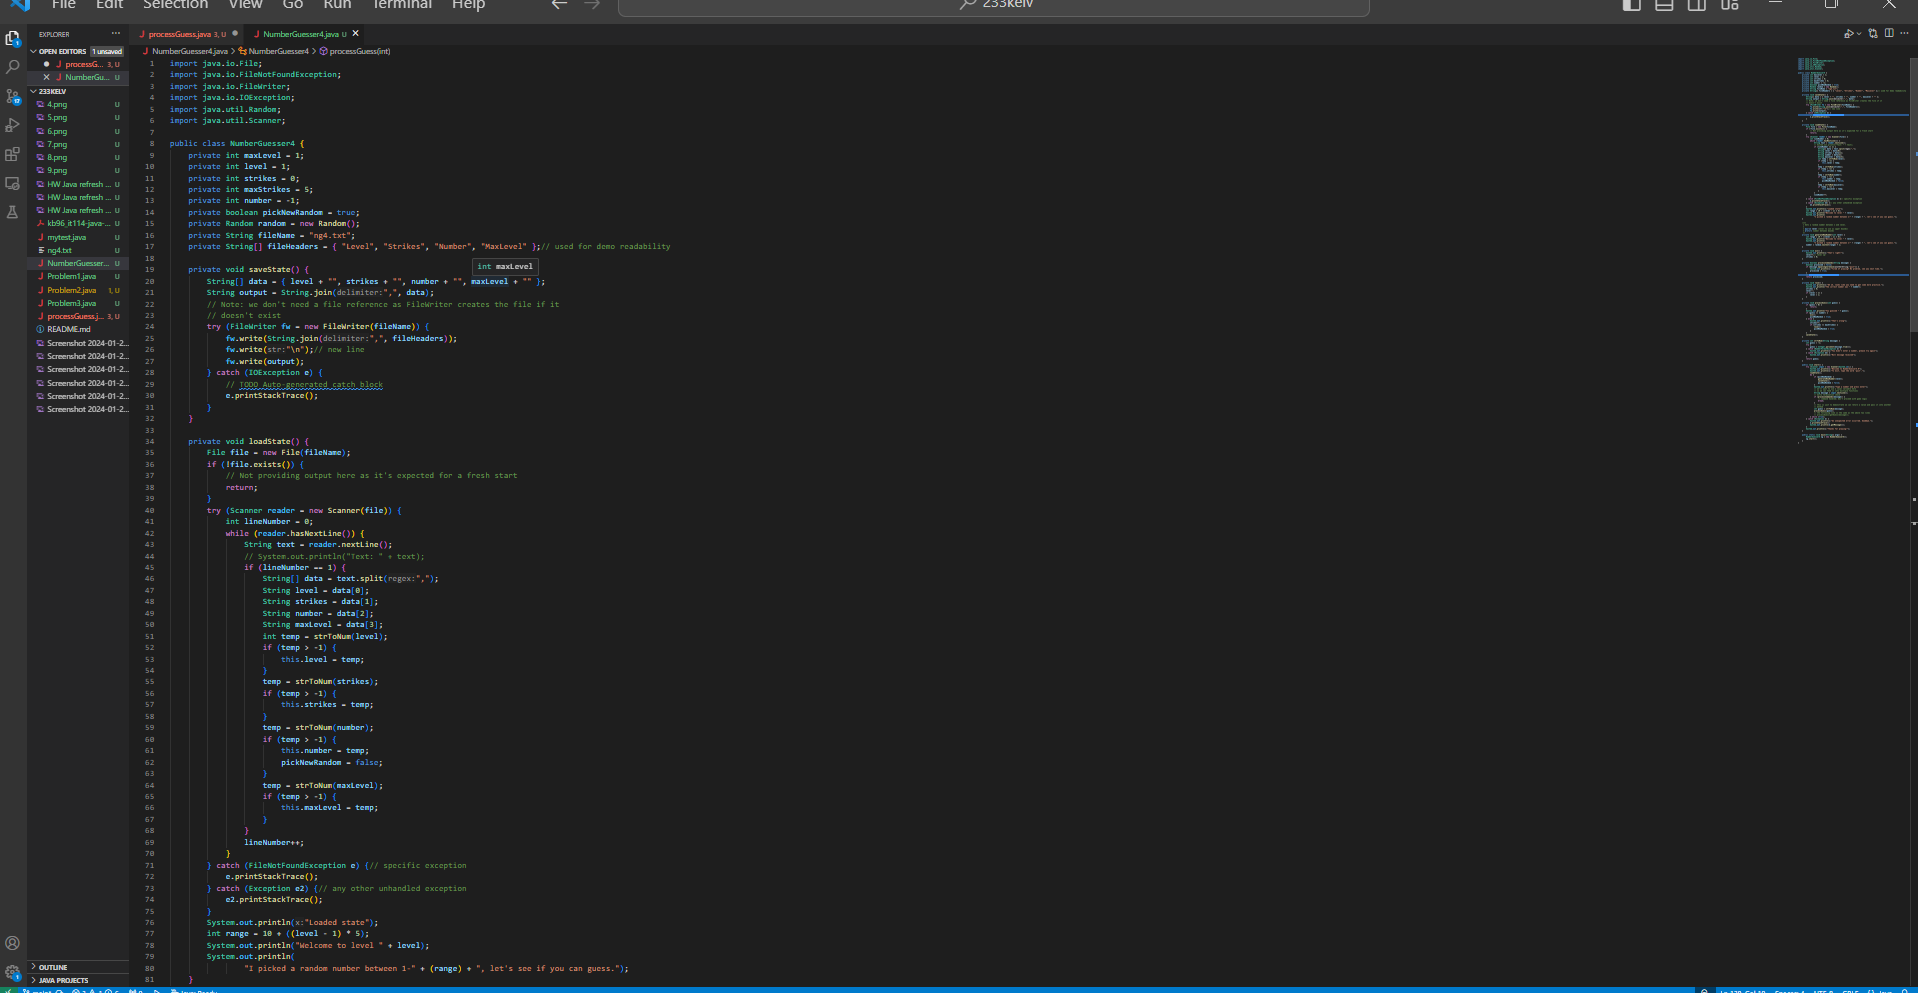 File Edit Selection View Go Run Terminal Help
233kelv
EXPLORER
OPEN EDITORS 1 unsaved
processG... 3, U
NumberGu... U
233KELV
4.png U
5.png U
6.png U
7.png U
8.png U
9.png U
HW Java refresh ... U
HW Java refresh ... U
HW Java refresh ... U
kb96_it114-java-... U
mytest.java U
ng4.txt U
NumberGuesser... U
Problem1.java U
Problem2.java 1, U
Problem3.java U
processGuess.j... 3, U
README.md
Screenshot 2024-01-2...
Screenshot 2024-01-2...
Screenshot 2024-01-2...
Screenshot 2024-01-2...
Screenshot 2024-01-2...
Screenshot 2024-01-2...
OUTLINE
JAVA PROJECTS
processGuess.java 3, U
NumberGuesser4.java U
NumberGuesser4.java > NumberGuesser4 > processGuess(int)
1 import java.io.File;
2 import java.io.FileNotFoundException;
3 import java.io.FileWriter;
4 import java.io.IOException;
5 import java.util.Random;
6 import java.util.Scanner;
7
8 public class NumberGuesser4 {
9 private int maxLevel = 1;
10 private int level = 1;
11 private int strikes = 0;
12 private int maxStrikes = 5;
13 private int number = -1;
14 private boolean pickNewRandom = true;
15 private Random random = new Random();
16 private String fileName = "ng4.txt";
17 private String[] fileHeaders = { "Level", "Strikes", "Number", "MaxLevel" };// used for demo readability
18
19 private void saveState() {
int maxLevel
20 String[] data = { level + "", strikes + "", number + "", maxLevel + "" };
21 String output = String.join(delimiter:",", data);
22 // Note: we don't need a file reference as FileWriter creates the file if it
23 // doesn't exist
24 try (FileWriter fw = new FileWriter(fileName)) {
25 fw.write(String.join(delimiter:",", fileHeaders));
26 fw.write(str:"\n");// new line
27 fw.write(output);
28 } catch (IOException e) {
29 // TODO Auto-generated catch block
30 e.printStackTrace();
31 }
32 }
33
34 private void loadState() {
35 File file = new File(fileName);
36 if (!file.exists()) {
37 // Not providing output here as it's expected for a fresh start
38 return;
39 }
40 try (Scanner reader = new Scanner(file)) {
41 int lineNumber = 0;
42 while (reader.hasNextLine()) {
43 String text = reader.nextLine();
44 // System.out.println("Text: " + text);
45 if (lineNumber == 1) {
46 String[] data = text.split(regex:",");
47 String level = data[0];
48 String strikes = data[1];
49 String number = data[2];
50 String maxLevel = data[3];
51 int temp = strToNum(level);
52 if (temp > -1) {
53 this.level = temp;
54 }
55 temp = strToNum(strikes);
56 if (temp > -1) {
57 this.strikes = temp;
58 }
59 temp = strToNum(number);
60 if (temp > -1) {
61 this.number = temp;
62 pickNewRandom = false;
63 }
64 temp = strToNum(maxLevel);
65 if (temp > -1) {
66 this.maxLevel = temp;
67 }
68 }
69 lineNumber++;
70 }
71 } catch (FileNotFoundException e) {// specific exception
72 e.printStackTrace();
73 } catch (Exception e2) {// any other unhandled exception
74 e2.printStackTrace();
75 }
76 System.out.println(x:"Loaded state");
77 int range = 10 + ((level - 1) * 5);
78 System.out.println("Welcome to level " + level);
79 System.out.println(
80 "I picked a random number between 1-" + (range) + ", let's see if you can guess.");
81 }